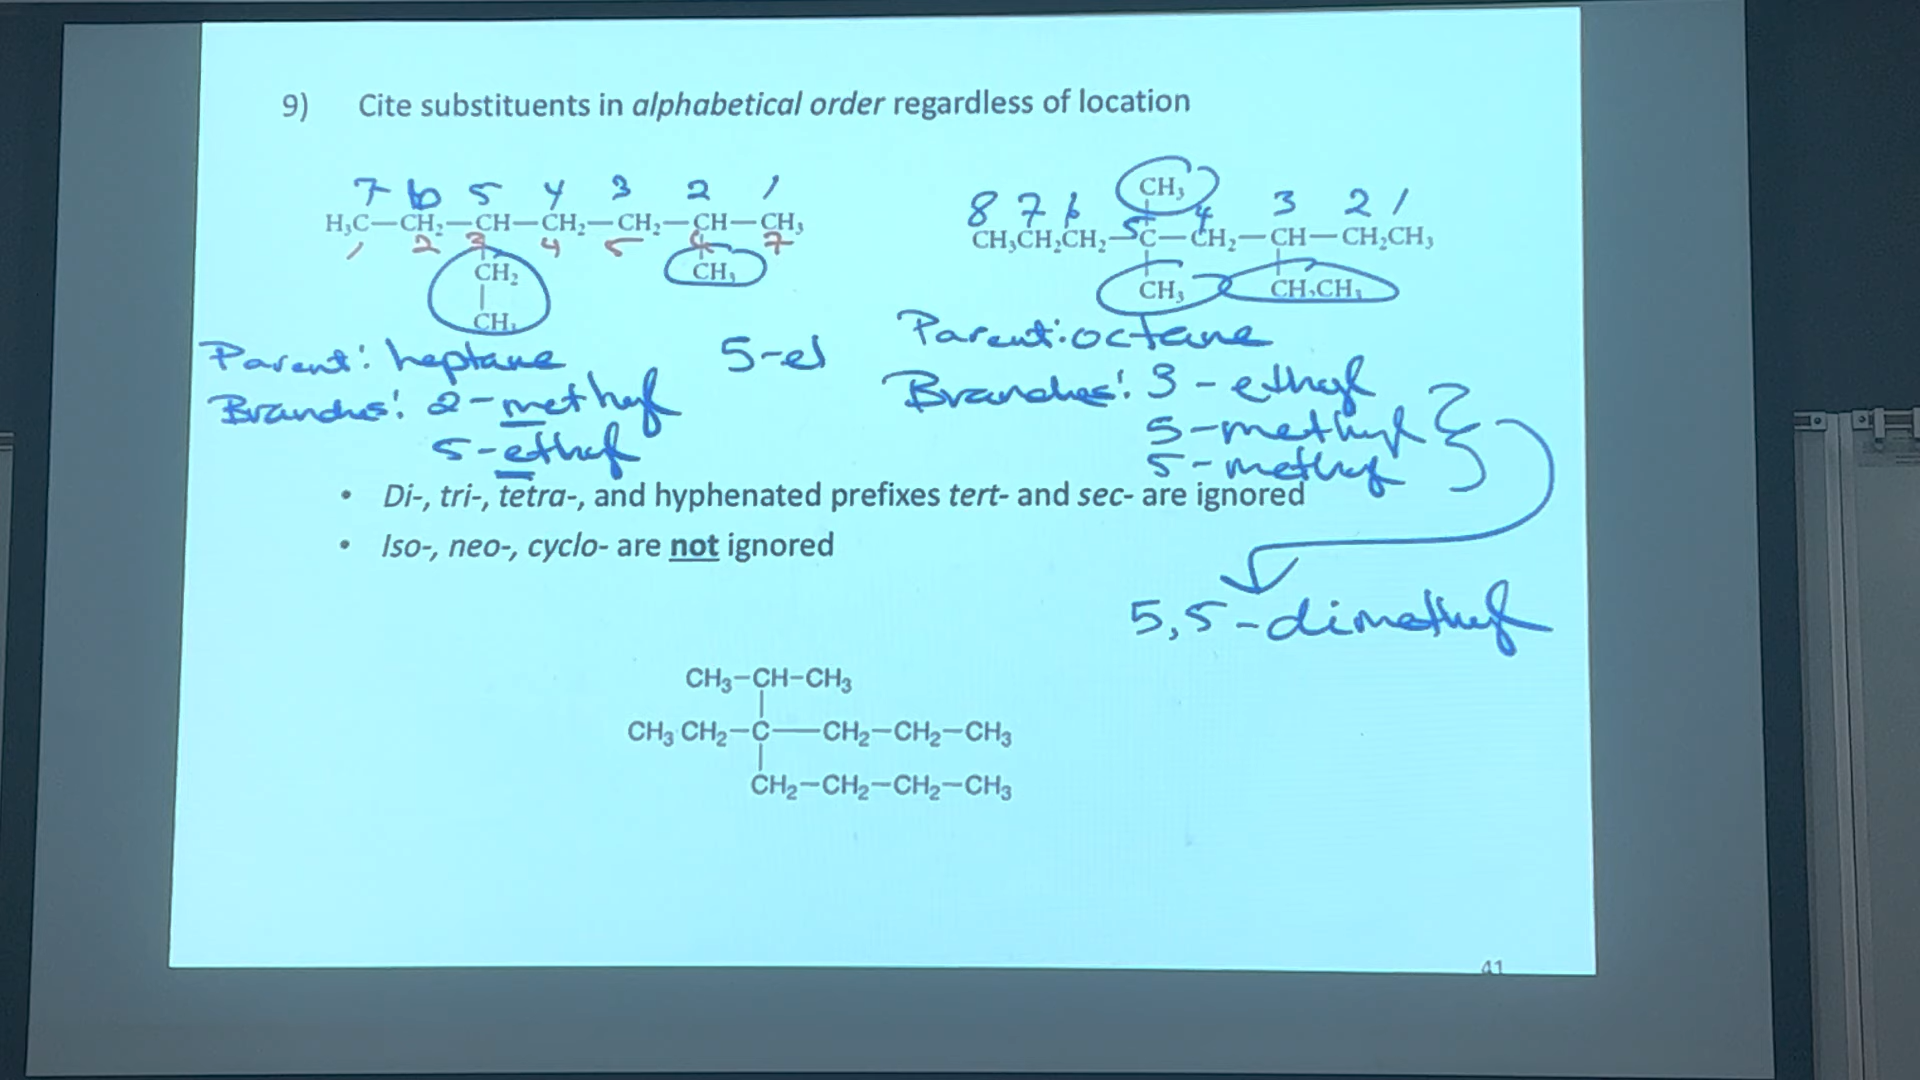 9) Cite substituents in alphabetical order regardless of location
7 6 5 4 3 2 1
H₃C—CH₂—CH—CH₂—CH₂—CH—CH₃
1 2 3 4 5 6 7
CH₂ CH₃
CH₃
Parent: heptane 5-el
Branches: 2-methyl
5-ethyl
CH₃
8 7 6 5 4 3 2 1
CH₃CH₂CH₂—C—CH₂—CH—CH₂CH₃
CH₃ CH₂CH₃
Parent: octane
Branches: 3-ethyl
5-methyl
5-methyl
• Di-, tri-, tetra-, and hyphenated prefixes tert- and sec- are ignored
• Iso-, neo-, cyclo- are not ignored
5,5-dimethyl
CH₃—CH—CH₃
CH₃ CH₂—C—CH₂—CH₂—CH₃
CH₂—CH₂—CH₂—CH₃
41